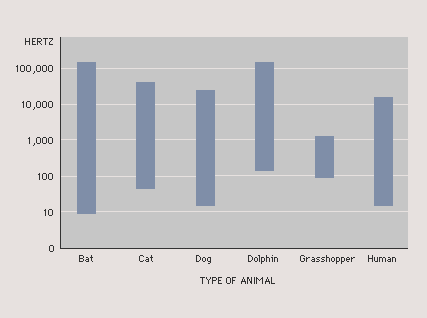 HERTZ
100,000
10,000
1,000
100
10
0
Bat Cat Dog Dolphin Grasshopper Human
TYPE OF ANIMAL